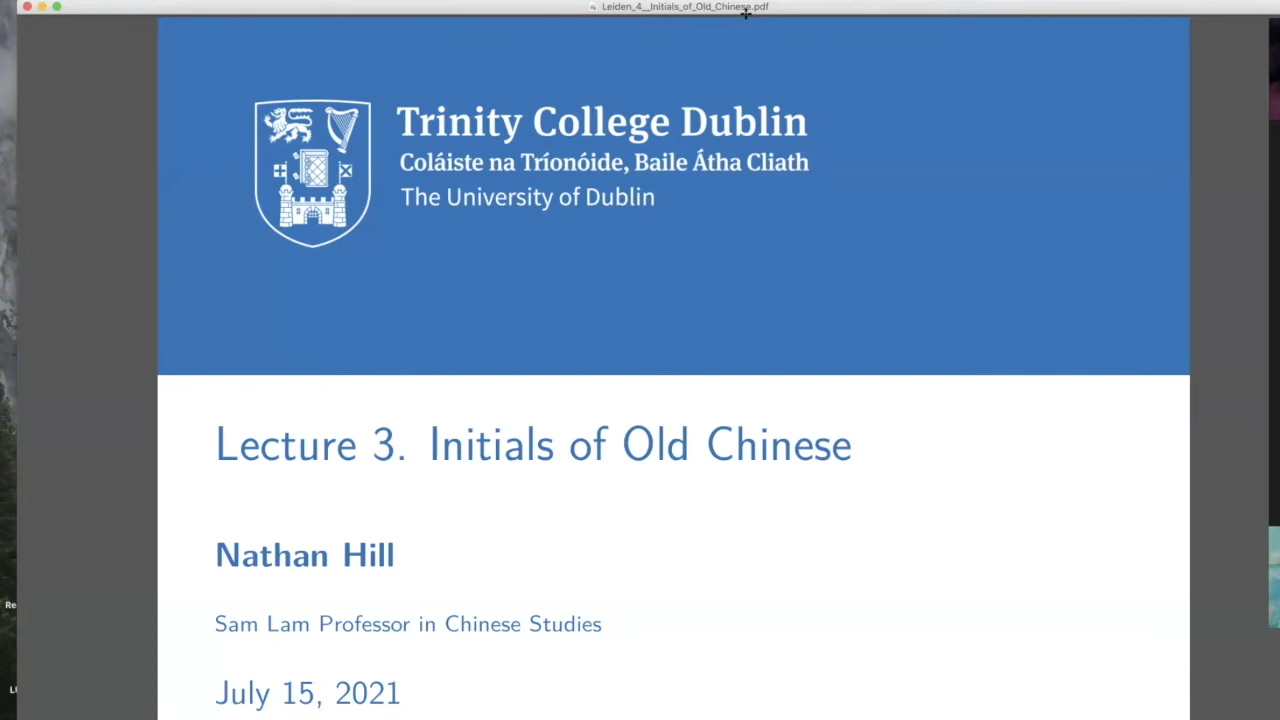 Leiden_4__Initials_of_Old_Chinese.pdf
Trinity College Dublin
Coláiste na Tríonóide, Baile Átha Cliath
The University of Dublin
Lecture 3. Initials of Old Chinese
Nathan Hill
Sam Lam Professor in Chinese Studies
Re
July 15, 2021